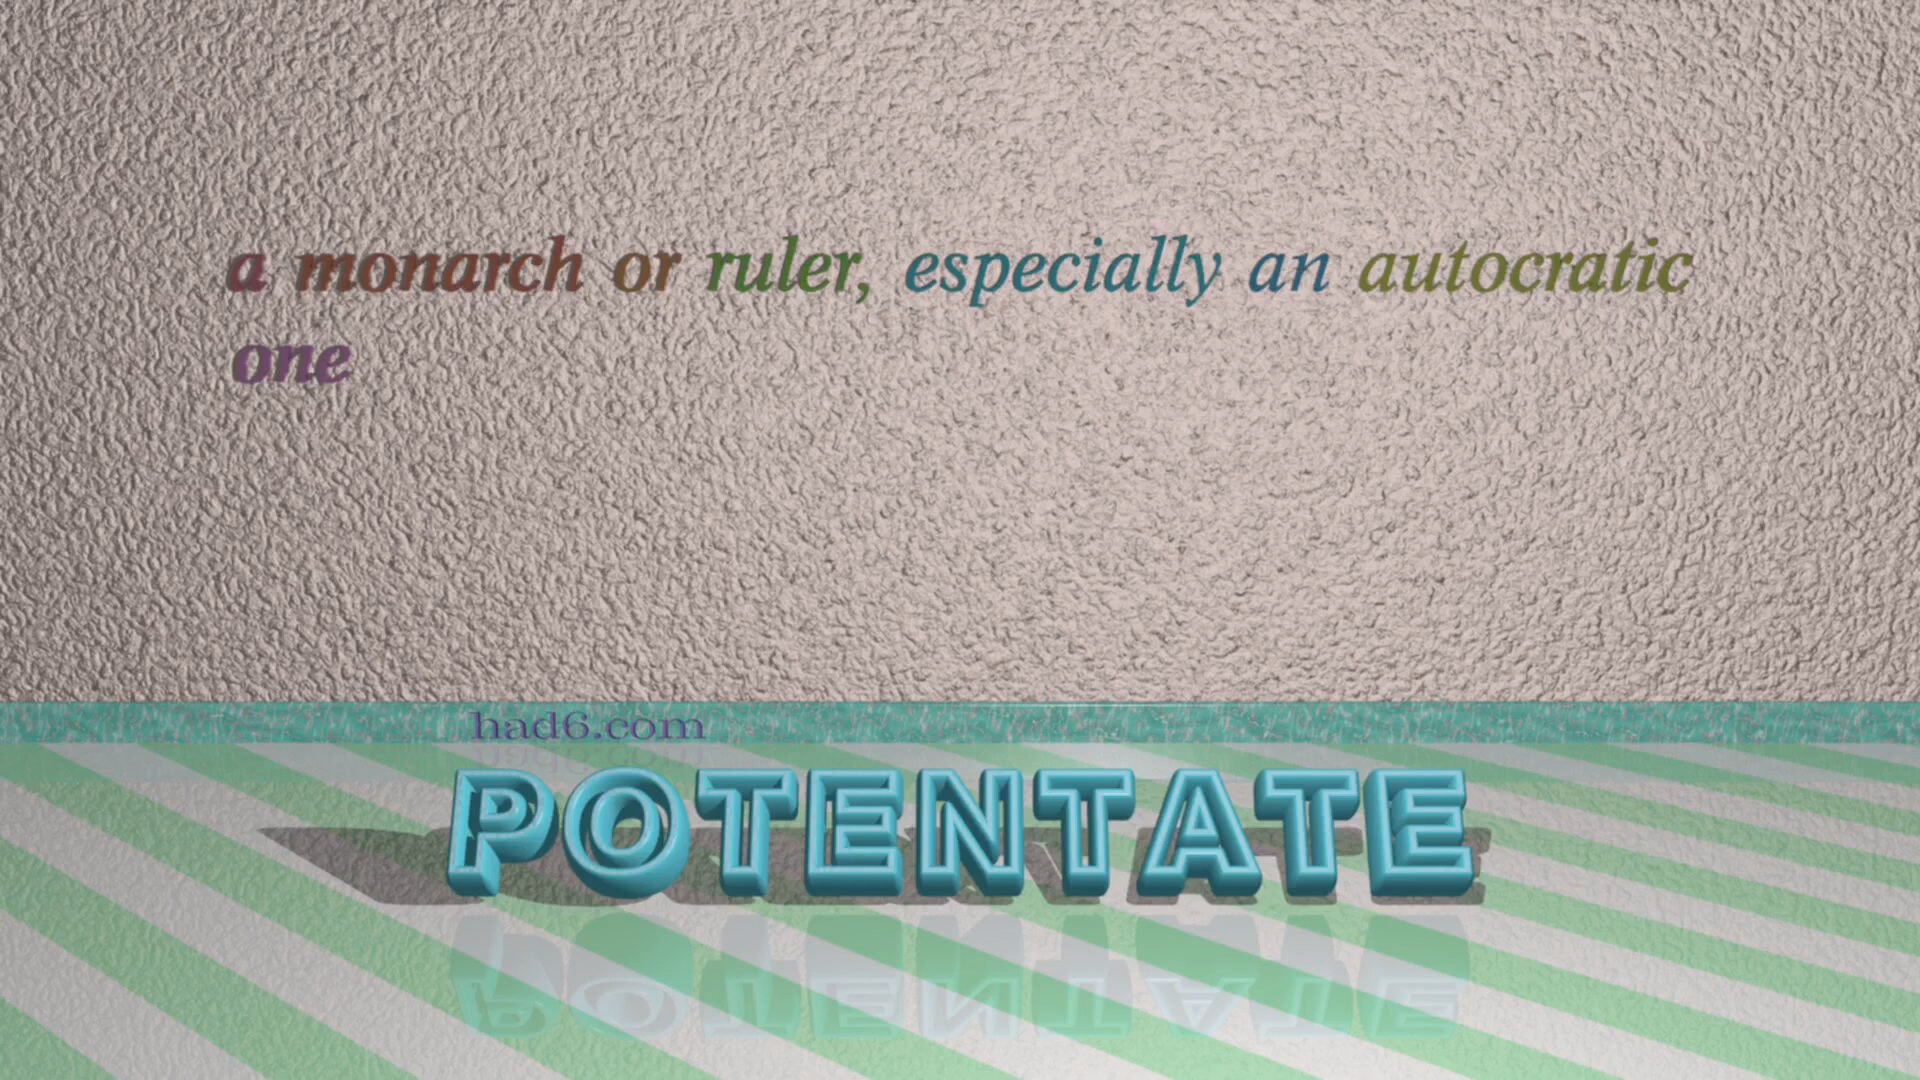 a monarch or ruler, especially an autocratic
one
had6.com
POTENTATE